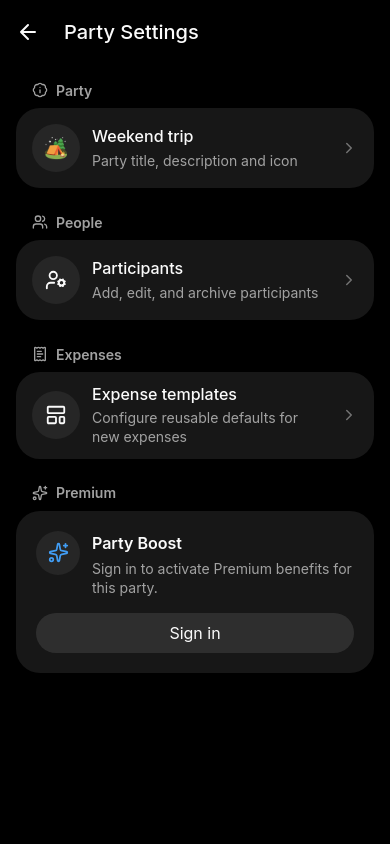 Party Settings
Party
Weekend trip
Party title, description and icon
People
Participants
Add, edit, and archive participants
Expenses
Expense templates
Configure reusable defaults for
new expenses
Premium
Party Boost
Sign in to activate Premium benefits for
this party.
Sign in